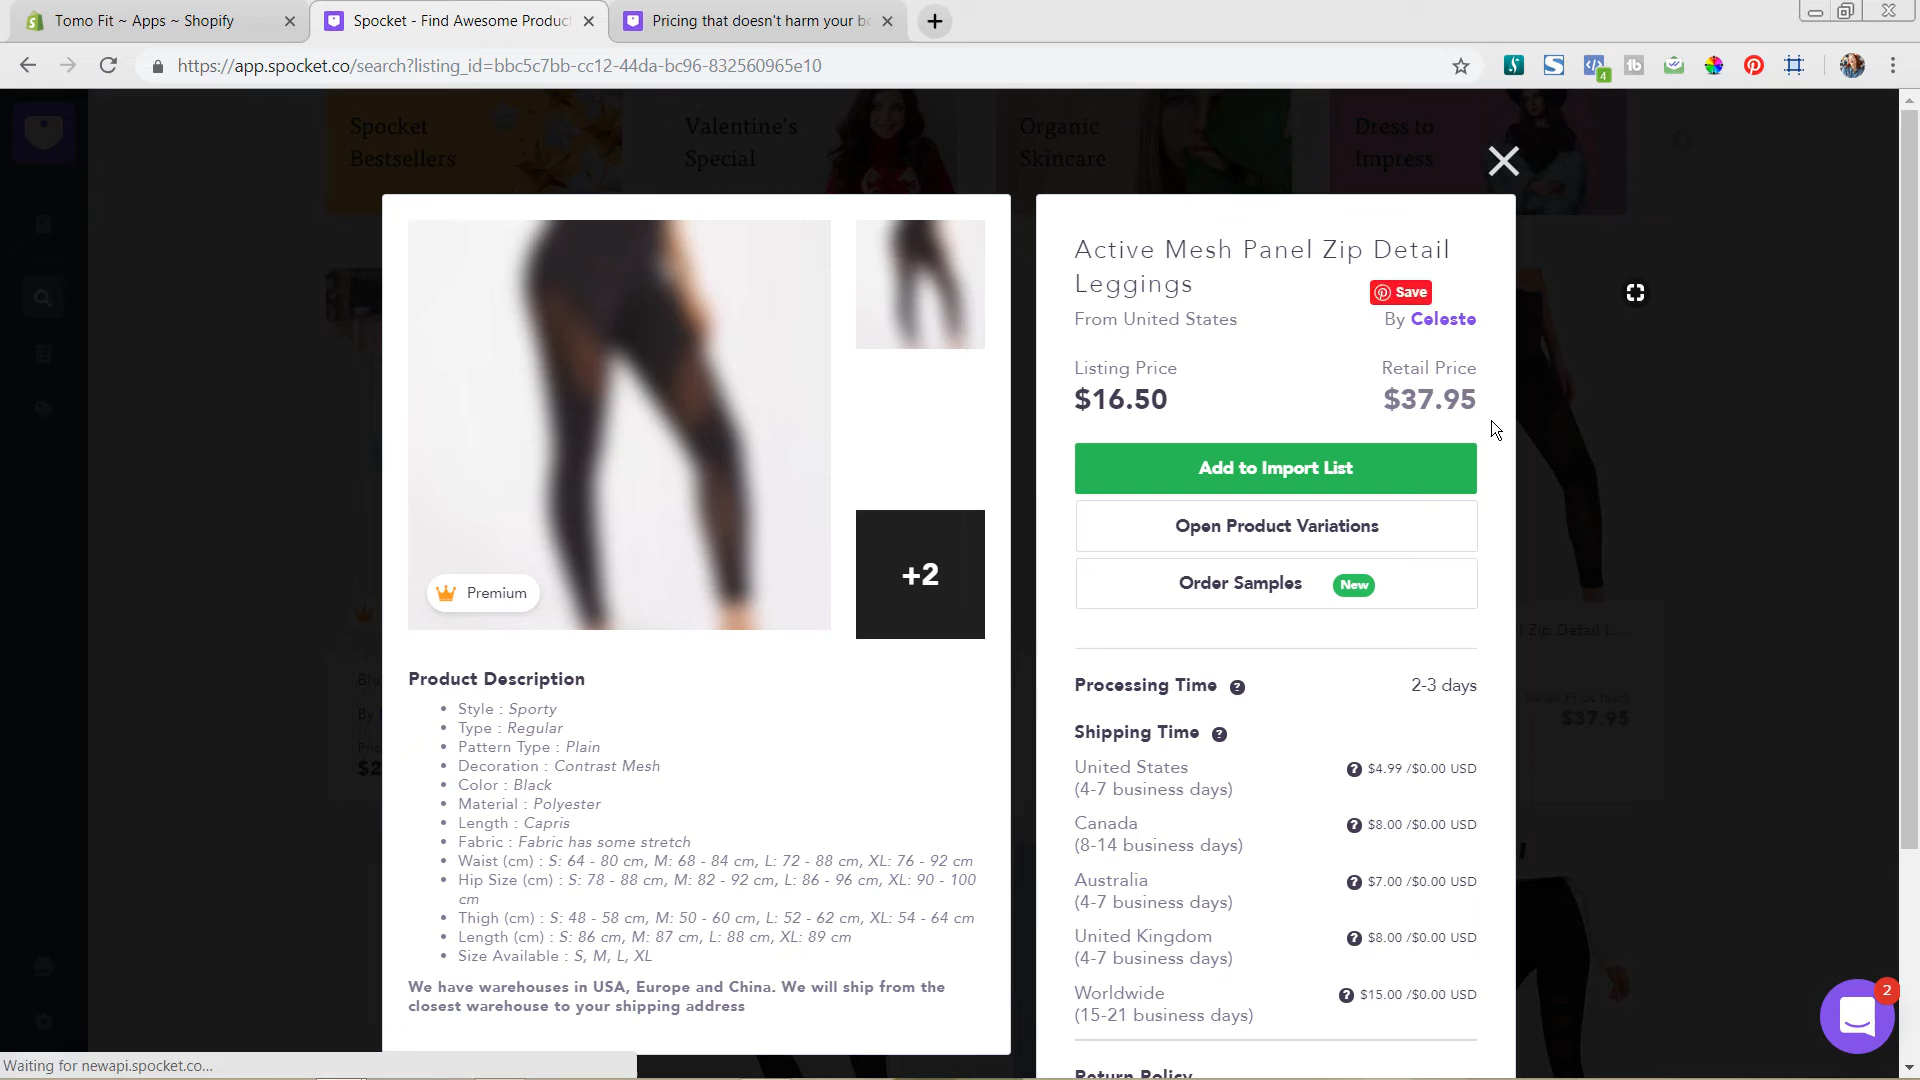 Tomo Fit ~ Apps ~ Shopify
Spocket - Find Awesome Produc
Pricing that doesn't harm your b
https://app.spocket.co/search?listing_id=bbc5c7bb-cc12-44da-bc96-832560965e10
4
Spocket
Bestsellers
Valentine's
Special
Organic
Skincare
Dress to
Impress
Active Mesh Panel Zip Detail
Leggings
Save
From United States
By Celeste
Listing Price
Retail Price
$16.50
$37.95
Add to Import List
Open Product Variations
Order Samples New
+2
Premium
Product Description
• Style : Sporty
• Type : Regular
• Pattern Type : Plain
• Decoration : Contrast Mesh
• Color : Black
• Material : Polyester
• Length : Capris
• Fabric : Fabric has some stretch
• Waist (cm) : S: 64 - 80 cm, M: 68 - 84 cm, L: 72 - 88 cm, XL: 76 - 92 cm
• Hip Size (cm) : S: 78 - 88 cm, M: 82 - 92 cm, L: 86 - 96 cm, XL: 90 - 100
cm
• Thigh (cm) : S: 48 - 58 cm, M: 50 - 60 cm, L: 52 - 62 cm, XL: 54 - 64 cm
• Length (cm) : S: 86 cm, M: 87 cm, L: 88 cm, XL: 89 cm
• Size Available : S, M, L, XL
We have warehouses in USA, Europe and China. We will ship from the
closest warehouse to your shipping address
Processing Time
2-3 days
Shipping Time
United States
(4-7 business days)
$4.99 /$0.00 USD
Canada
(8-14 business days)
$8.00 /$0.00 USD
Australia
(4-7 business days)
$7.00 /$0.00 USD
United Kingdom
(4-7 business days)
$8.00 /$0.00 USD
Worldwide
(15-21 business days)
$15.00 /$0.00 USD
Return Policy
Zip Detail L...
Retail Price (usd)
$37.95
2
Waiting for newapi.spocket.co...